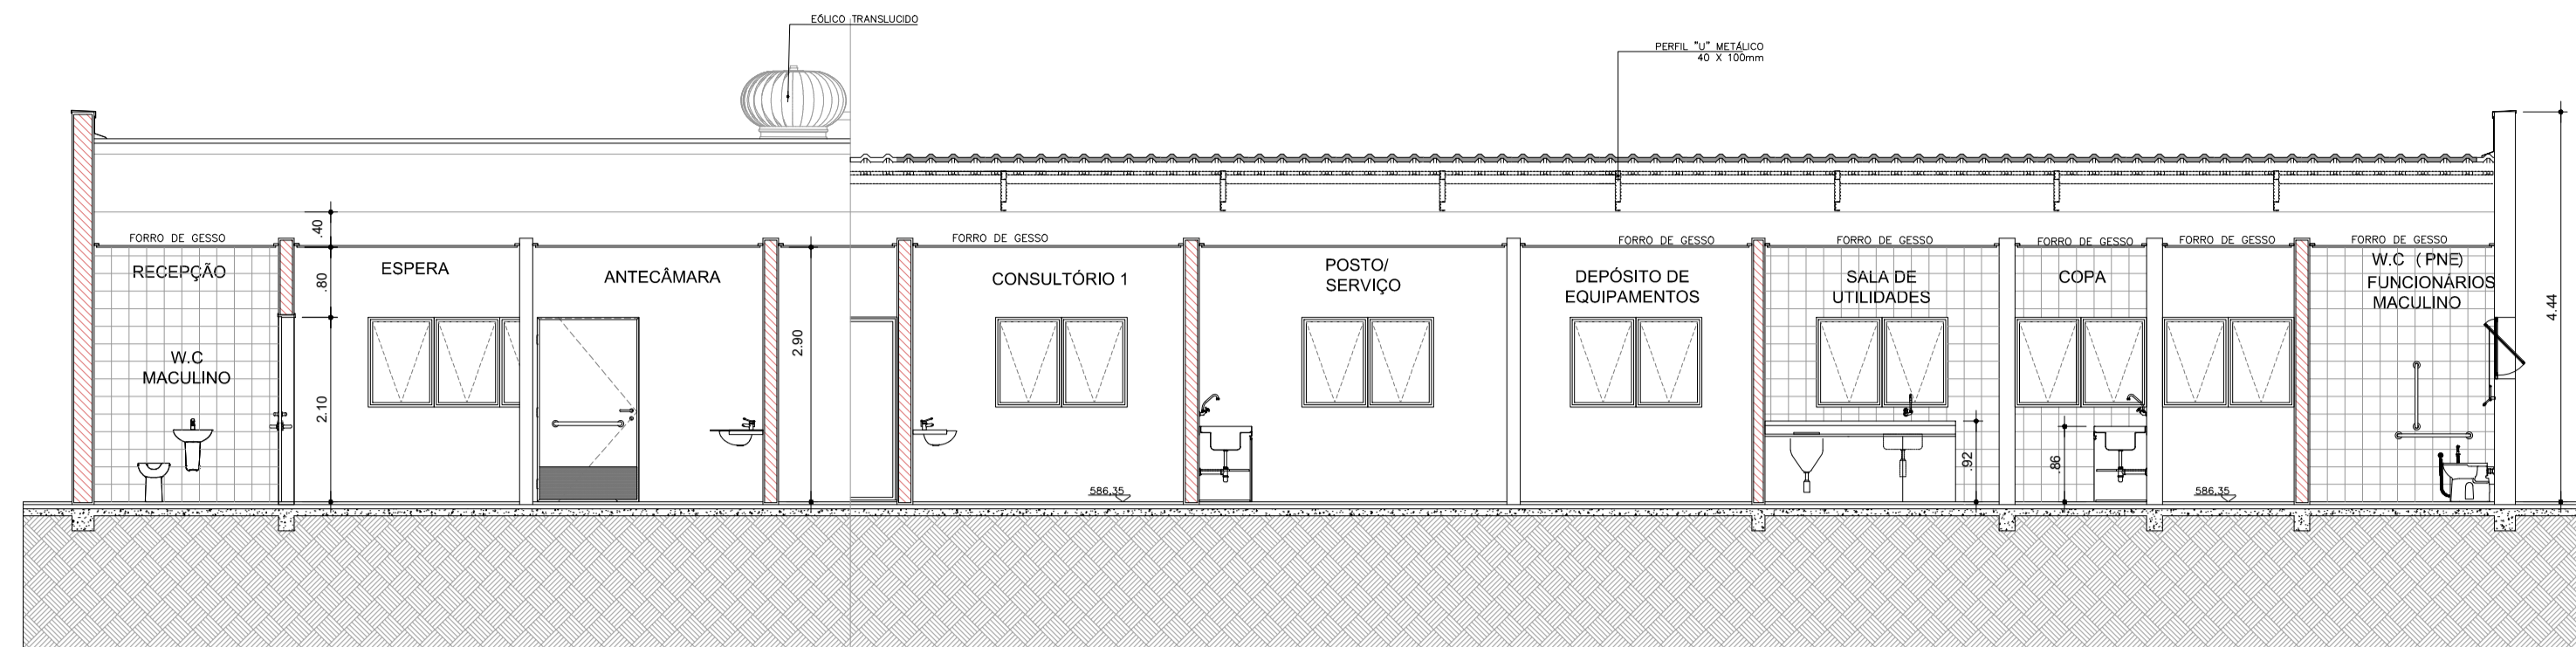 EÓLICO TRANSLUCIDO
PERFIL "U" METÁLICO
40 X 100mm
.40
FORRO DE GESSO
FORRO DE GESSO
FORRO DE GESSO
FORRO DE GESSO
FORRO DE GESSO
FORRO DE GESSO
FORRO DE GESSO
RECEPÇÃO
.80
ESPERA
ANTECÂMARA
CONSULTÓRIO 1
POSTO/
SERVIÇO
DEPÓSITO DE
EQUIPAMENTOS
SALA DE
UTILIDADES
COPA
W.C ( PNE)
FUNCIONÁRIOS
MACULINO
4.44
2.90
W.C
MACULINO
2.10
.92
.86
586,35
586,35